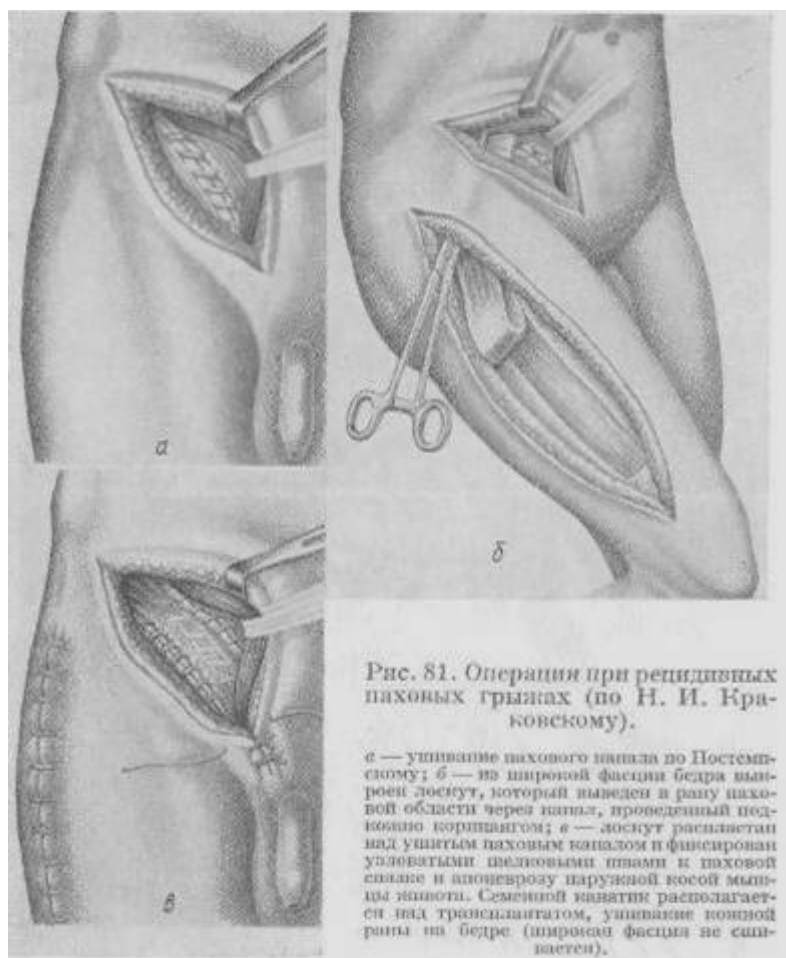 а
б
в
Рис. 81. Операции при рецидивных
паховых грыжах (по Н. И. Кра-
ковскому).
а — ушивание пахового канала по Постемп-
скому; б — из широкой фасции бедра вык-
роен лоскут, который выведен в рану пахо-
вой области через канал, проведенный под-
кожно корнцангом; в — лоскут распластан
над ушитым паховым каналом и фиксирован
узловатыми шелковыми швами к паховой
связке и апоневрозу наружной косой мыш-
цы живота. Семенной канатик располагает-
ся над трансплантатом, ушивание кожной
раны на бедре (широкая фасция не сши-
вается).